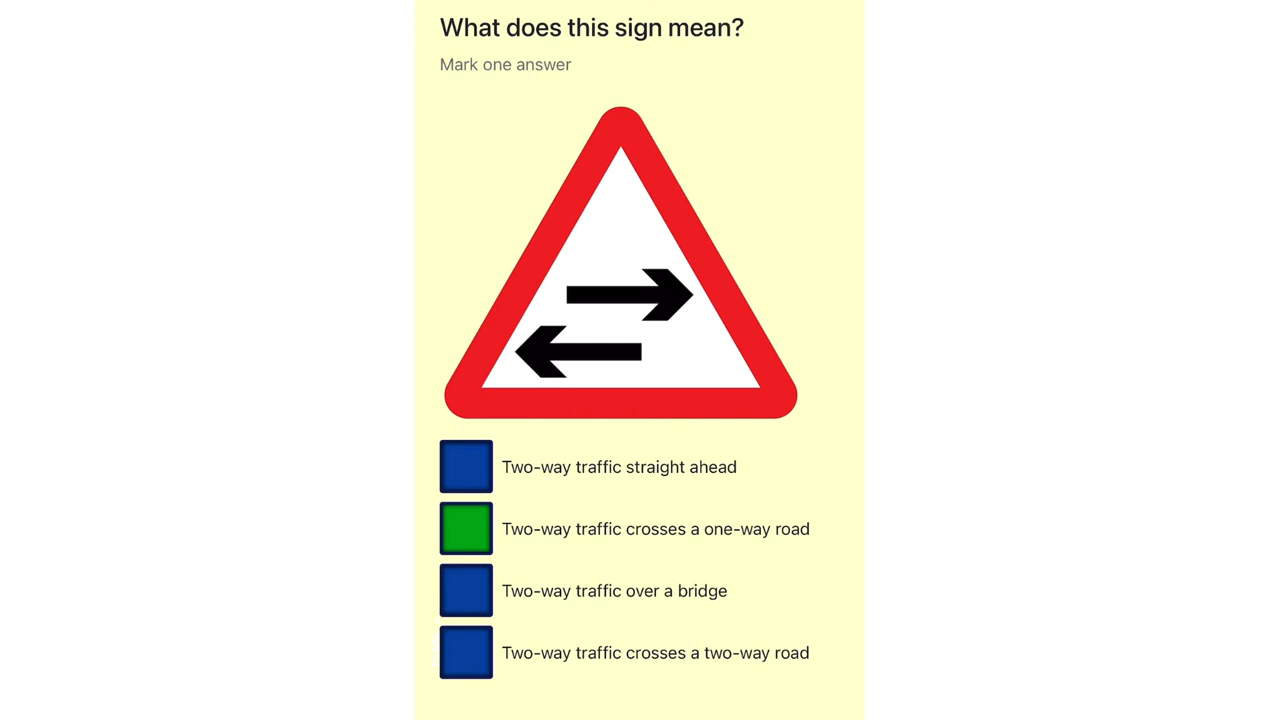 What does this sign mean?
Mark one answer
Two-way traffic straight ahead
Two-way traffic crosses a one-way road
Two-way traffic over a bridge
Two-way traffic crosses a two-way road